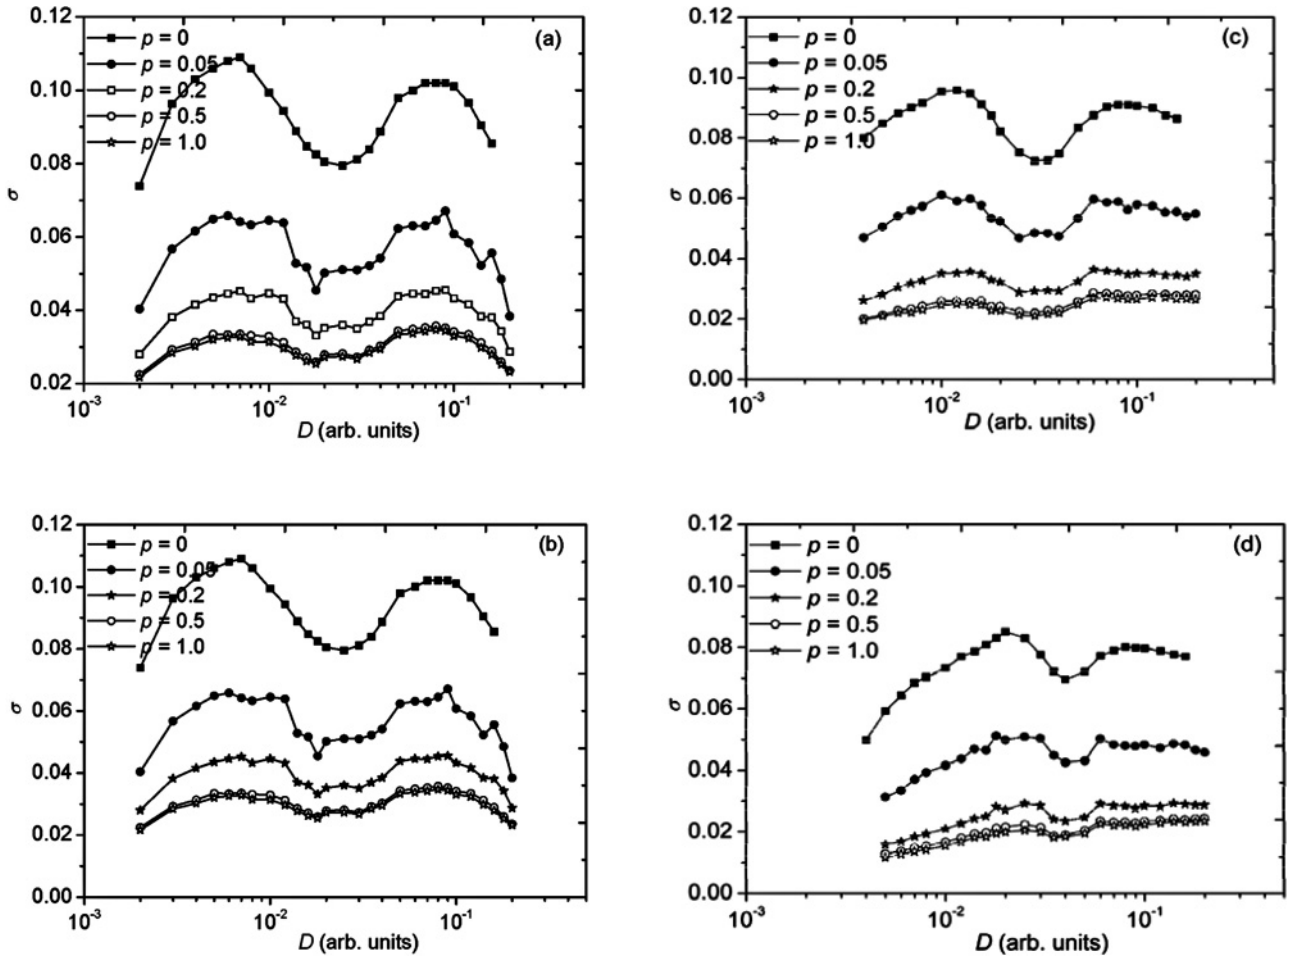 (a)
p = 0
p = 0.05
p = 0.2
p = 0.5
p = 1.0
0.12
0.10
0.08
0.06
0.04
0.02
σ
10⁻³
10⁻²
10⁻¹
D (arb. units)
(c)
p = 0
p = 0.05
p = 0.2
p = 0.5
p = 1.0
0.12
0.10
0.08
0.06
0.04
0.02
0.00
σ
10⁻³
10⁻²
10⁻¹
D (arb. units)
(b)
p = 0
p = 0.05
p = 0.2
p = 0.5
p = 1.0
0.12
0.10
0.08
0.06
0.04
0.02
0.00
σ
10⁻³
10⁻²
10⁻¹
D (arb. units)
(d)
p = 0
p = 0.05
p = 0.2
p = 0.5
p = 1.0
0.12
0.10
0.08
0.06
0.04
0.02
0.00
σ
10⁻³
10⁻²
10⁻¹
D (arb. units)